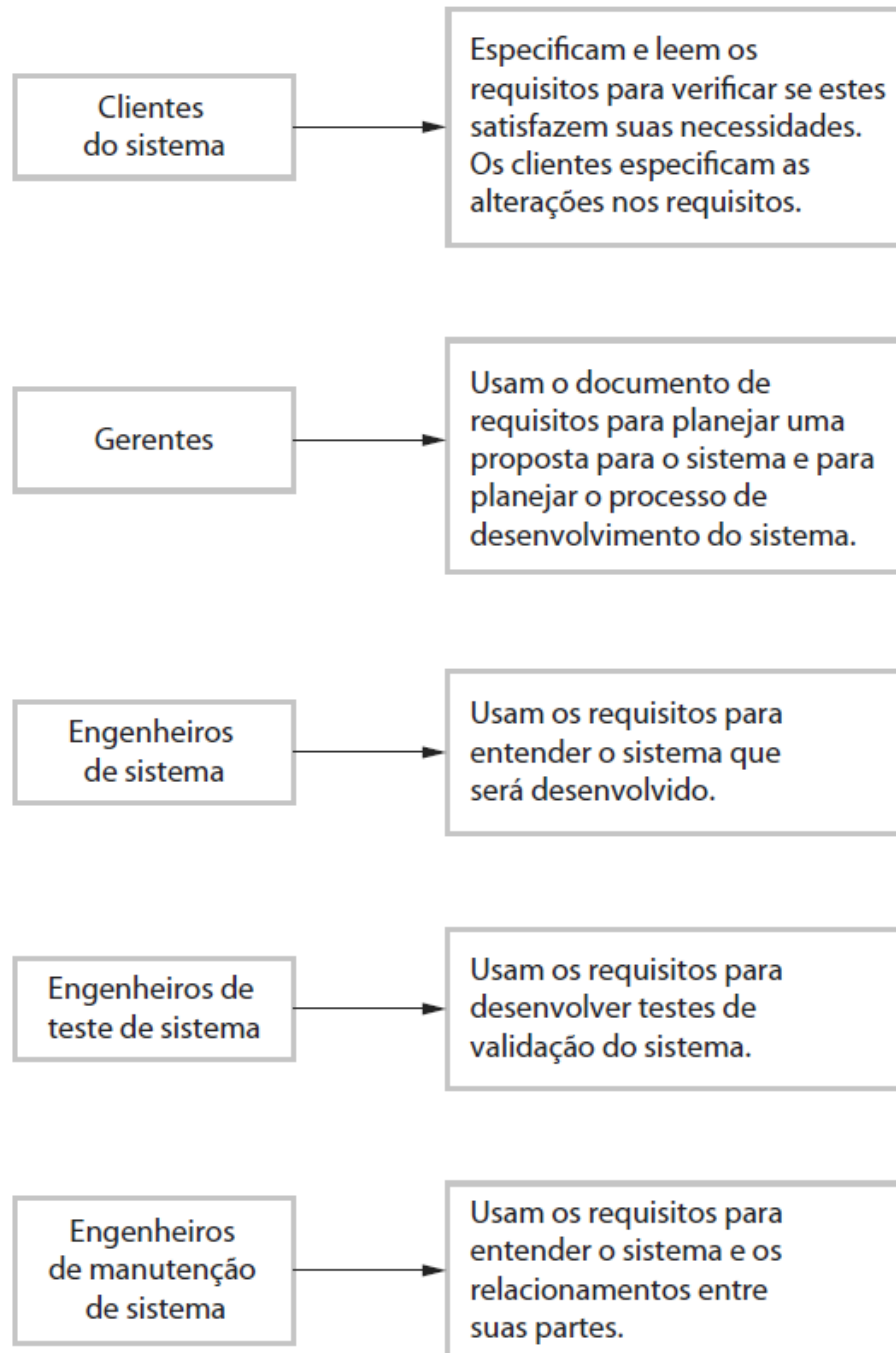 Clientes
do sistema
Especificam e leem os
requisitos para verificar se estes
satisfazem suas necessidades.
Os clientes especificam as
alterações nos requisitos.
Gerentes
Usam o documento de
requisitos para planejar uma
proposta para o sistema e para
planejar o processo de
desenvolvimento do sistema.
Engenheiros
de sistema
Usam os requisitos para
entender o sistema que
será desenvolvido.
Engenheiros de
teste de sistema
Usam os requisitos para
desenvolver testes de
validação do sistema.
Engenheiros
de manutenção
de sistema
Usam os requisitos para
entender o sistema e os
relacionamentos entre
suas partes.